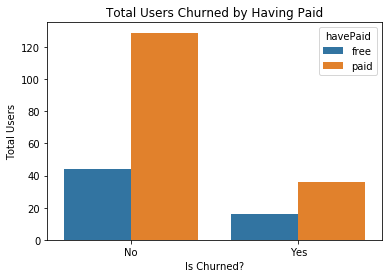 Total Users Churned by Having Paid
havePaid
free
paid
120
100
80
60
40
20
0
Total Users
No
Yes
Is Churned?